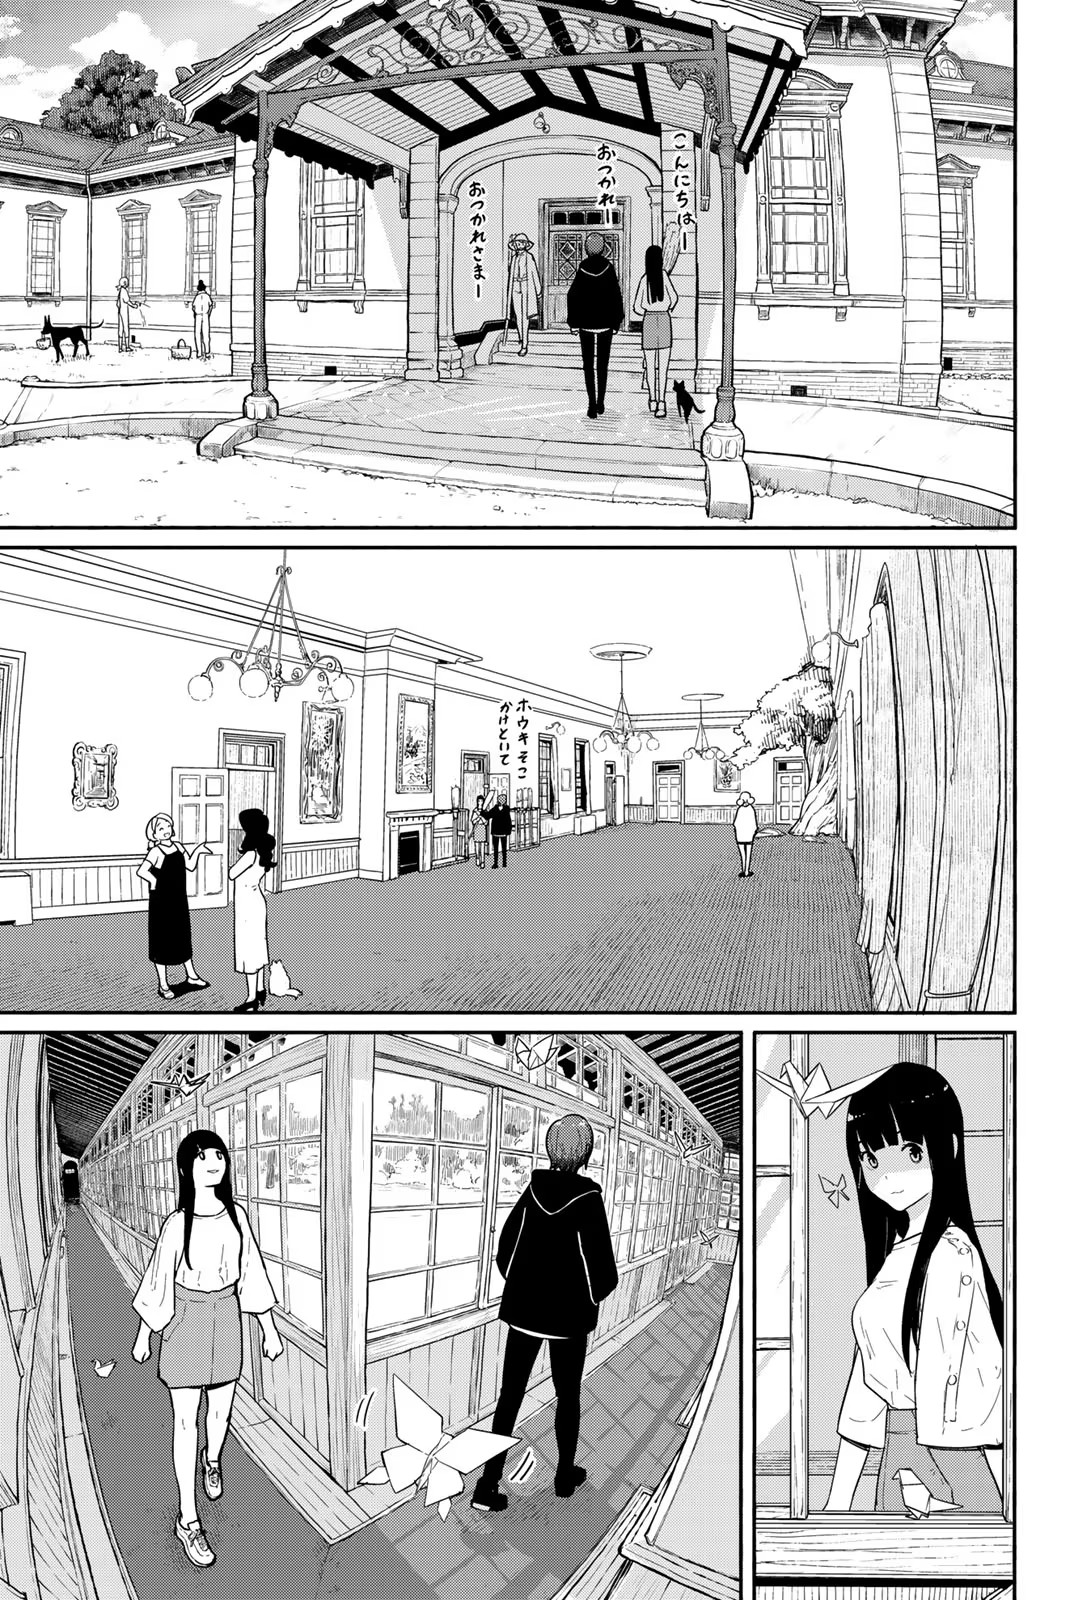 こんにちはー
おつかれー
おつかれさまー
ホウキ そこ
かけといて